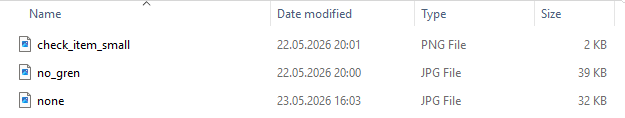 Name Date modified Type Size
check_item_small 22.05.2026 20:01 PNG File 2 KB
no_gren 22.05.2026 20:00 JPG File 39 KB
none 23.05.2026 16:03 JPG File 32 KB